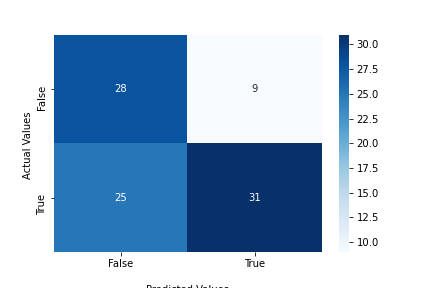 28 9
25 31
False
True
Actual Values
False True
Predicted Values
30.0
27.5
25.0
22.5
20.0
17.5
15.0
12.5
10.0